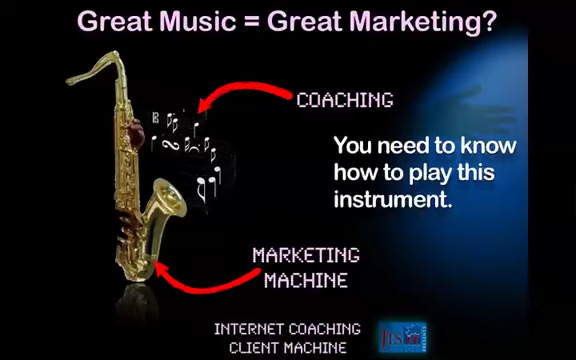 Great Music = Great Marketing?
COACHING
You need to know
how to play this
instrument.
MARKETING
MACHINE
INTERNET COACHING
CLIENT MACHINE